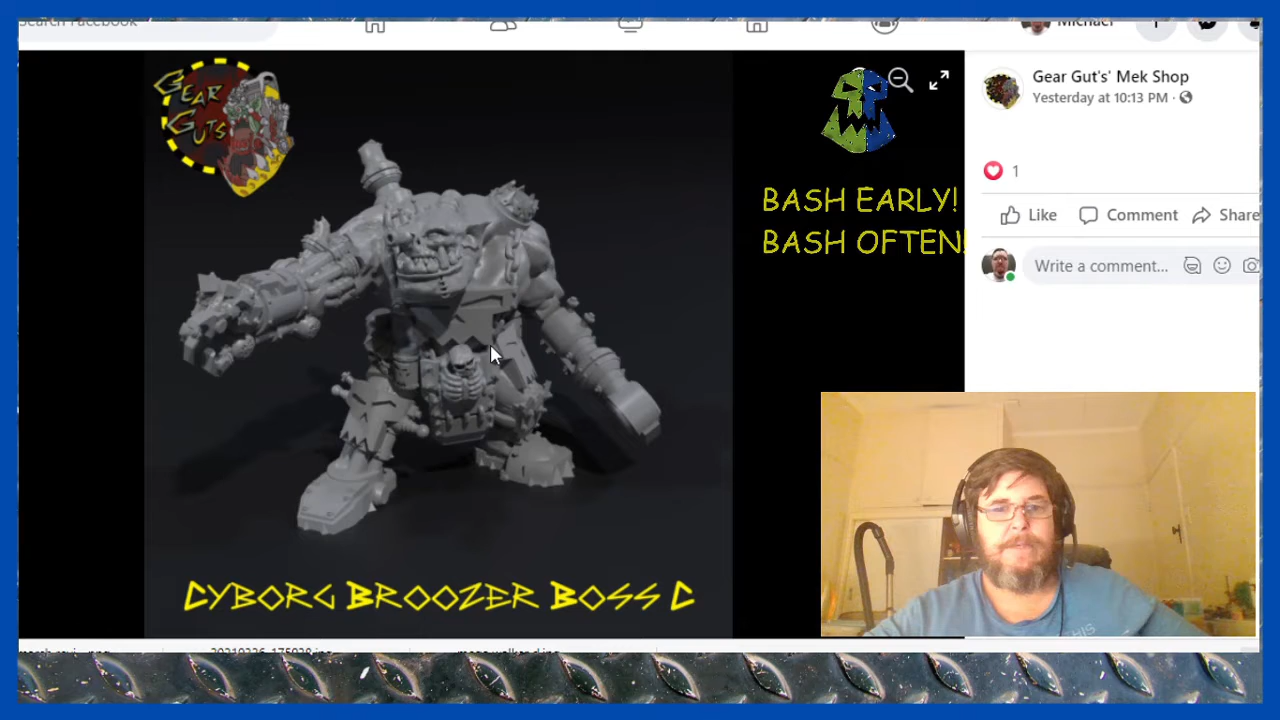 Search Facebook
Michael
GEAR
GUTS
Gear Gut's' Mek Shop
Yesterday at 10:13 PM ·
BASH EARLY!
BASH OFTEN!
1
Like
Comment
Share
Write a comment...
CYBORG BROOZER BOSS C
THIS